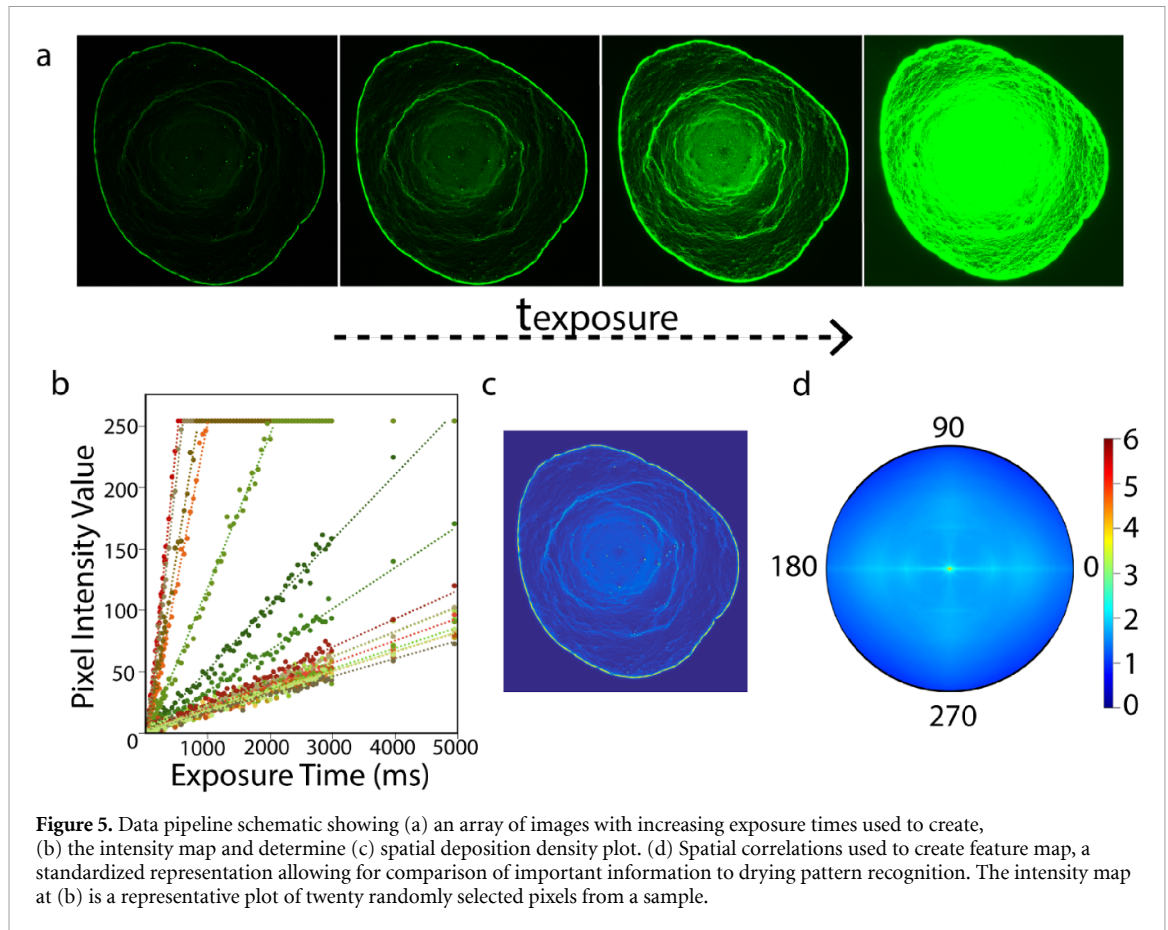 a
texposure
b
c
d
Pixel Intensity Value
250
200
150
100
50
0
1000 2000 3000 4000 5000
Exposure Time (ms)
90
180
0
270
6
5
4
3
2
1
0
Figure 5. Data pipeline schematic showing (a) an array of images with increasing exposure times used to create,
(b) the intensity map and determine (c) spatial deposition density plot. (d) Spatial correlations used to create feature map, a
standardized representation allowing for comparison of important information to drying pattern recognition. The intensity map
at (b) is a representative plot of twenty randomly selected pixels from a sample.